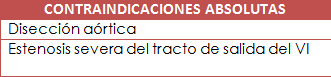 CONTRAINDICACIONES ABSOLUTAS
Disección aórtica
Estenosis severa del tracto de salida del VI